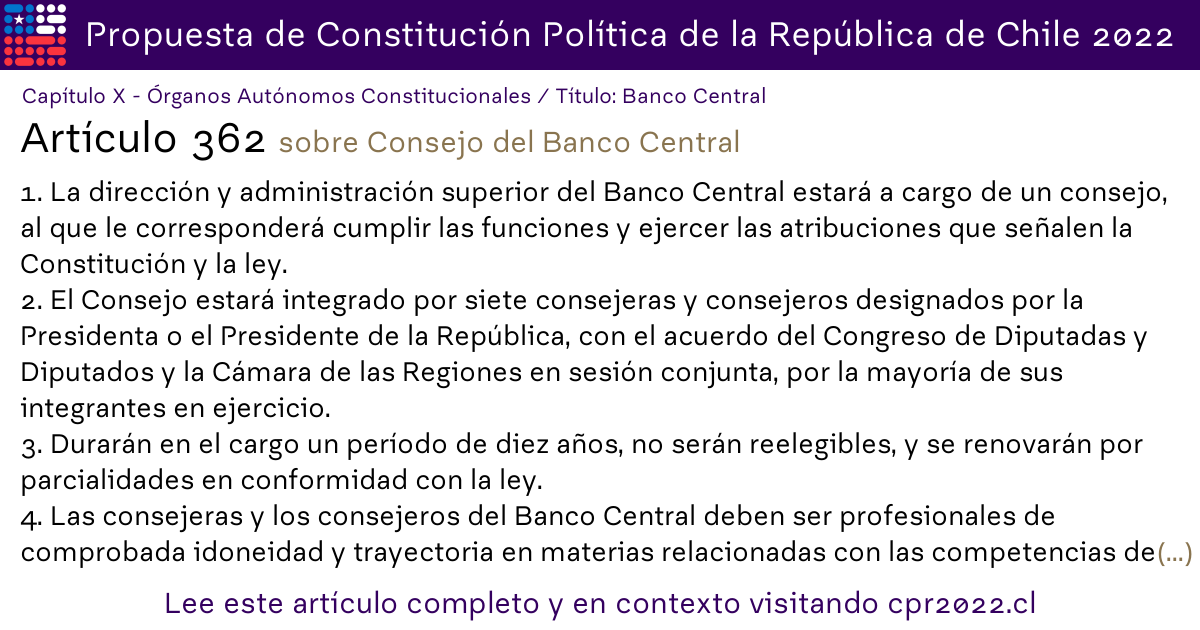 Propuesta de Constitución Política de la República de Chile 2022
Capítulo X - Órganos Autónomos Constitucionales / Título: Banco Central
Artículo 362 sobre Consejo del Banco Central
1. La dirección y administración superior del Banco Central estará a cargo de un consejo,
al que le corresponderá cumplir las funciones y ejercer las atribuciones que señalen la
Constitución y la ley.
2. El Consejo estará integrado por siete consejeras y consejeros designados por la
Presidenta o el Presidente de la República, con el acuerdo del Congreso de Diputadas y
Diputados y la Cámara de las Regiones en sesión conjunta, por la mayoría de sus
integrantes en ejercicio.
3. Durarán en el cargo un período de diez años, no serán reelegibles, y se renovarán por
parcialidades en conformidad con la ley.
4. Las consejeras y los consejeros del Banco Central deben ser profesionales de
comprobada idoneidad y trayectoria en materias relacionadas con las competencias de(...)
Lee este artículo completo y en contexto visitando cpr2022.cl